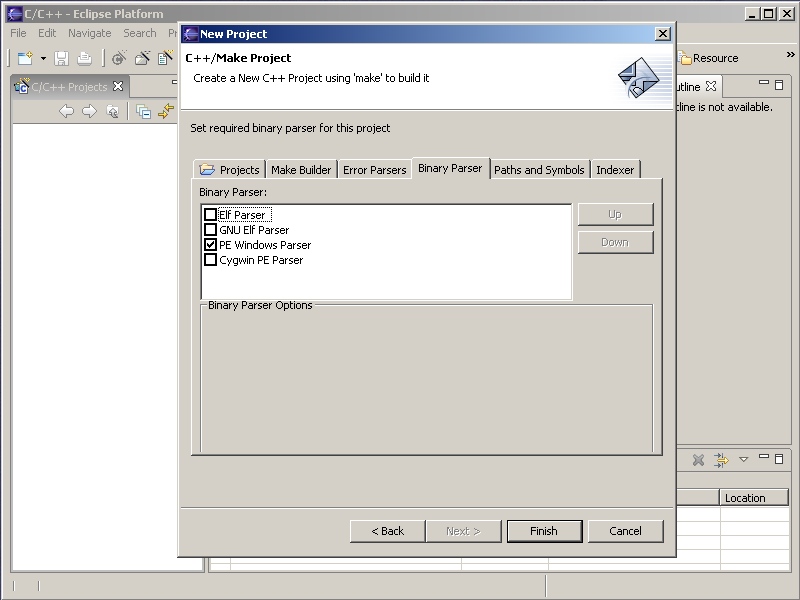 C/C++ - Eclipse Platform
File Edit Navigate Search
New Project
C++/Make Project
Create a New C++ Project using 'make' to build it
Resource
C/C++ Projects
Set required binary parser for this project
Projects Make Builder Error Parsers Binary Parser Paths and Symbols Indexer
Binary Parser:
Elf Parser
GNU Elf Parser
PE Windows Parser
Cygwin PE Parser
Up
Down
Binary Parser Options
Location
< Back Next > Finish Cancel
is not available.